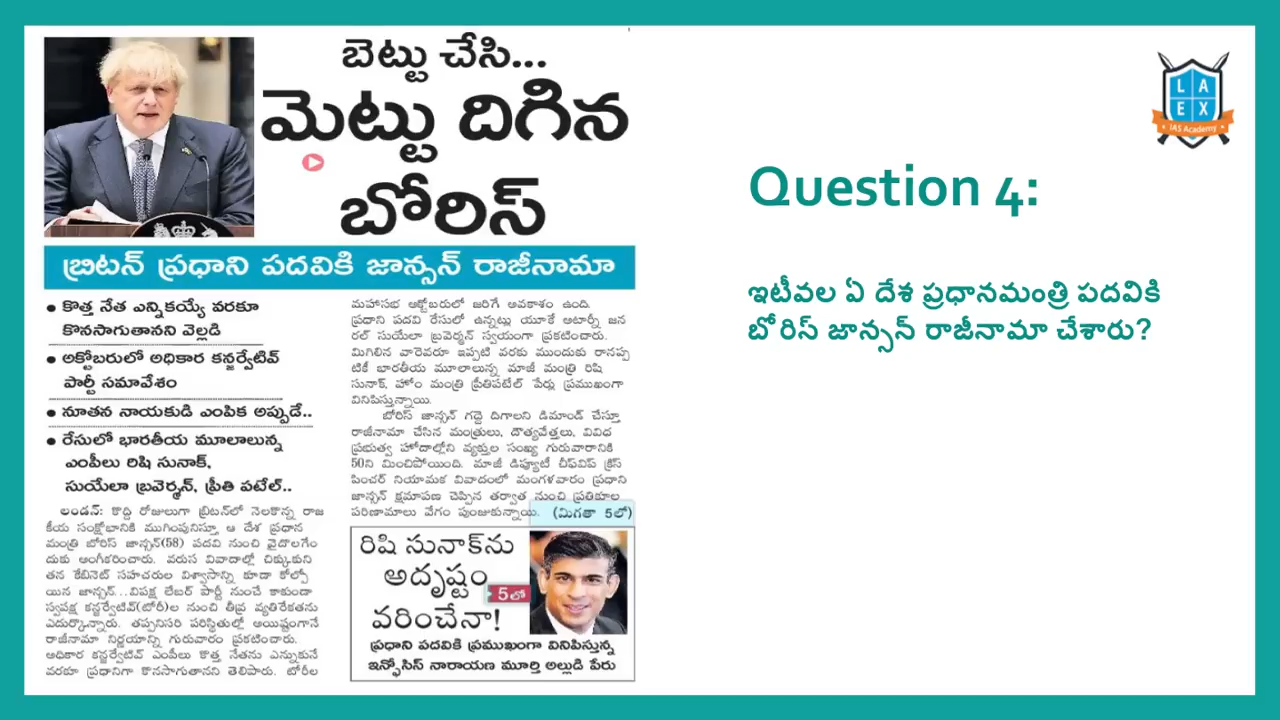 బెట్టు చేసి...
మెట్టు దిగిన
బోరిస్
బ్రిటన్ ప్రధాని పదవికి జాన్సన్ రాజీనామా
• కొత్త నేత ఎన్నికయ్యే వరకూ
కొనసాగుతానని వెల్లడి
• అక్టోబరులో అధికార కన్జర్వేటివ్
పార్టీ సమావేశం
• నూతన నాయకుడి ఎంపిక అప్పుడే..
• రేసులో భారతీయ మూలాలున్న
ఎంపీలు రిషి సునాక్,
సుయేలా బ్రవెర్మన్, ప్రీతి పటేల్..
లండన్: కొద్ది రోజులుగా బ్రిటన్‌లో నెలకొన్న రాజ
కీయ సంక్షోభానికి ముగింపునిస్తూ ఆ దేశ ప్రధాన
మంత్రి బోరిస్ జాన్సన్(58) పదవి నుంచి వైదొలగేం
దుకు అంగీకరించారు. వరుస వివాదాల్లో చిక్కుకుని
తన కేబినెట్ సహచరుల విశ్వాసాన్ని కూడా కోల్పో
యిన జాన్సన్...విపక్ష లేబర్ పార్టీ నుంచే కాకుండా
స్వపక్ష కన్జర్వేటివ్(టోరీ)ల నుంచి తీవ్ర వ్యతిరేకతను
ఎదుర్కొన్నారు. తప్పనిసరి పరిస్థితుల్లో అయిష్టంగానే
రాజీనామా నిర్ణయాన్ని గురువారం ప్రకటించారు.
అధికార కన్జర్వేటివ్ ఎంపీలు కొత్త నేతను ఎన్నుకునే
వరకూ ప్రధానిగా కొనసాగుతానని తెలిపారు. టోరీల
మహాసభ అక్టోబరులో జరిగే అవకాశం ఉంది.
ప్రధాని పదవి రేసులో ఉన్నట్లు యూకే అటార్నీ జన
రల్ సుయేలా బ్రవెర్మన్ స్వయంగా ప్రకటించారు.
మిగిలిన వారెవరూ ఇప్పటి వరకు ముందుకు రానప్ప
టికీ భారతీయ మూలాలున్న మాజీ మంత్రి రిషి
సునాక్, హోం మంత్రి ప్రీతిపటేల్ పేర్లు ప్రముఖంగా
వినిపిస్తున్నాయి.
బోరిస్ జాన్సన్ గద్దె దిగాలని డిమాండ్ చేస్తూ
రాజీనామా చేసిన మంత్రులు, దౌత్యవేత్తలు, వివిధ
ప్రభుత్వ హోదాల్లోని వ్యక్తుల సంఖ్య గురువారానికి
50ని మించిపోయింది. మాజీ డిప్యూటీ చీఫ్‌విప్ క్రిస్
పించర్ నియామక వివాదంలో మంగళవారం ప్రధాని
జాన్సన్ క్షమాపణ చెప్పిన తర్వాత నుంచి ప్రతికూల
పరిణామాలు వేగం పుంజుకున్నాయి. (మిగతా 5లో)
రిషి సునాక్‌ను
అదృష్టం
5లో
వరించేనా!
ప్రధాని పదవికి ప్రముఖంగా వినిపిస్తున్న
ఇన్ఫోసిస్ నారాయణ మూర్తి అల్లుడి పేరు
L A
E X
IAS Academy
Question 4:
ఇటీవల ఏ దేశ ప్రధానమంత్రి పదవికి
బోరిస్ జాన్సన్ రాజీనామా చేశారు?